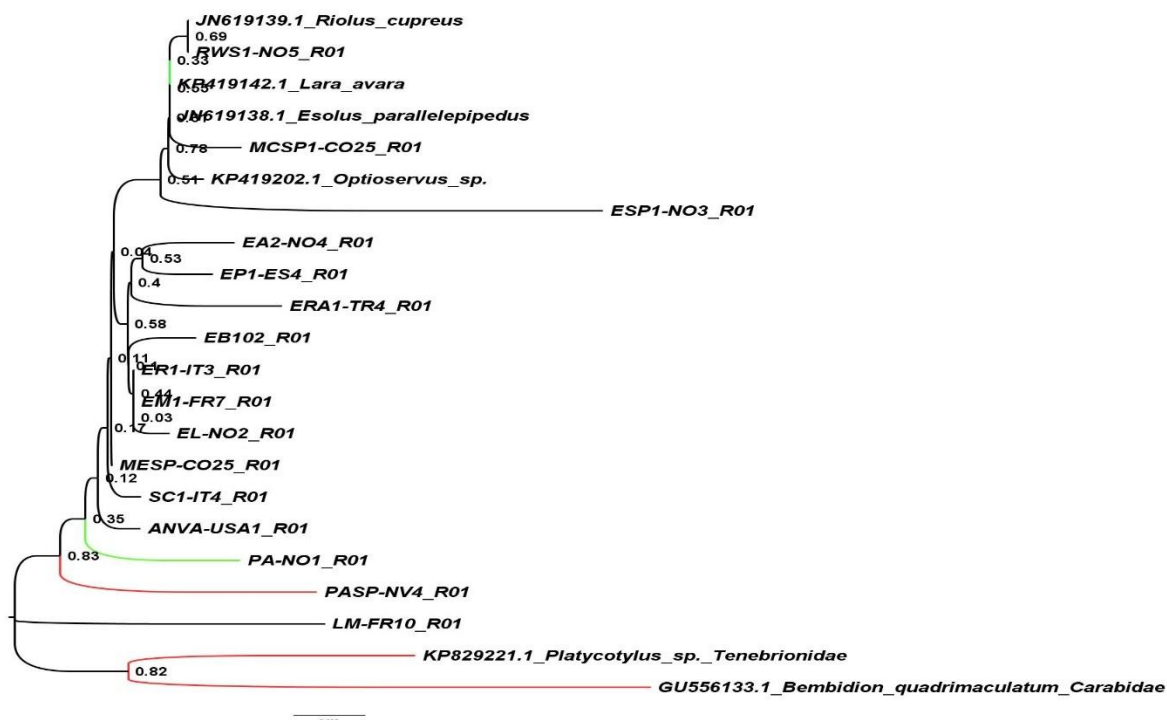 JN619139.1_Riolus_cupreus
0.69
RWS1-NO5_R01
0.33
KP419142.1_Lara_avara
JN619138.1_Esolus_parallelepipedus
MCSP1-CO25_R01
0.78
KP419202.1_Optioservus_sp.
0.51
ESP1-NO3_R01
EA2-NO4_R01
0.04
0.53
EP1-ES4_R01
0.4
ERA1-TR4_R01
0.58
EB102_R01
0.11
ER1-IT3_R01
0.44
EM1-FR7_R01
0.03
0.17
EL-NO2_R01
MESP-CO25_R01
0.12
SC1-IT4_R01
0.35
ANVA-USA1_R01
0.83
PA-NO1_R01
PASP-NV4_R01
LM-FR10_R01
KP829221.1_Platycotylus_sp._Tenebrionidae
0.82
GU556133.1_Bembidion_quadrimaculatum_Carabidae